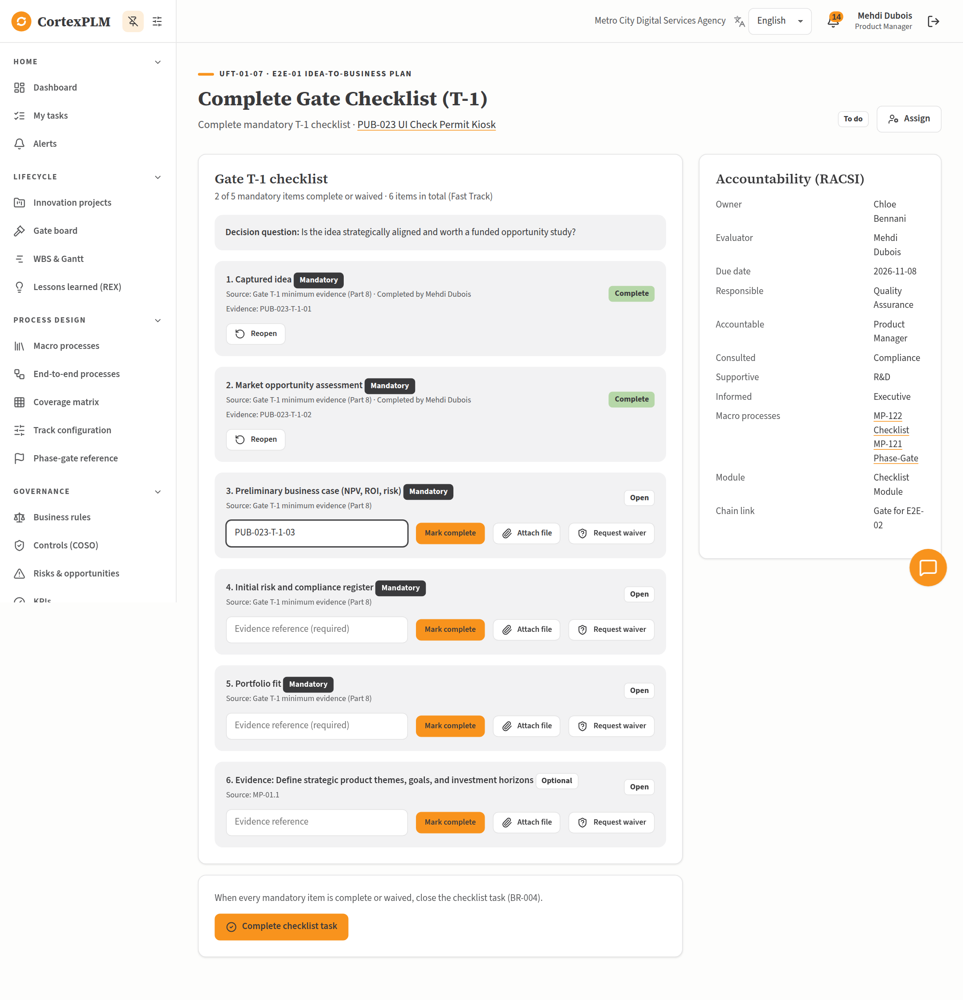 CortexPLM
Metro City Digital Services Agency
English
14
Mehdi Dubois
Product Manager
HOME
Dashboard
My tasks
Alerts
LIFECYCLE
Innovation projects
Gate board
WBS & Gantt
Lessons learned (REX)
PROCESS DESIGN
Macro processes
End-to-end processes
Coverage matrix
Track configuration
Phase-gate reference
GOVERNANCE
Business rules
Controls (COSO)
Risks & opportunities
KPIs
UFT-01-07 · E2E-01 IDEA-TO-BUSINESS PLAN
Complete Gate Checklist (T-1)
Complete mandatory T-1 checklist · PUB-023 UI Check Permit Kiosk
To do
Assign
Gate T-1 checklist
2 of 5 mandatory items complete or waived · 6 items in total (Fast Track)
Decision question: Is the idea strategically aligned and worth a funded opportunity study?
1. Captured idea Mandatory
Source: Gate T-1 minimum evidence (Part 8) · Completed by Mehdi Dubois
Evidence: PUB-023-T-1-01
Complete
Reopen
2. Market opportunity assessment Mandatory
Source: Gate T-1 minimum evidence (Part 8) · Completed by Mehdi Dubois
Evidence: PUB-023-T-1-02
Complete
Reopen
3. Preliminary business case (NPV, ROI, risk) Mandatory
Source: Gate T-1 minimum evidence (Part 8)
Open
PUB-023-T-1-03
Mark complete
Attach file
Request waiver
4. Initial risk and compliance register Mandatory
Source: Gate T-1 minimum evidence (Part 8)
Open
Evidence reference (required)
Mark complete
Attach file
Request waiver
5. Portfolio fit Mandatory
Source: Gate T-1 minimum evidence (Part 8)
Open
Evidence reference (required)
Mark complete
Attach file
Request waiver
6. Evidence: Define strategic product themes, goals, and investment horizons Optional
Source: MP-01.1
Open
Evidence reference
Mark complete
Attach file
Request waiver
When every mandatory item is complete or waived, close the checklist task (BR-004).
Complete checklist task
Accountability (RACSI)
Owner
Chloe
Bennani
Evaluator
Mehdi
Dubois
Due date
2026-11-08
Responsible
Quality
Assurance
Accountable
Product
Manager
Consulted
Compliance
Supportive
R&D
Informed
Executive
Macro processes
MP-122
Checklist
MP-121
Phase-Gate
Module
Checklist
Module
Chain link
Gate for E2E-
02